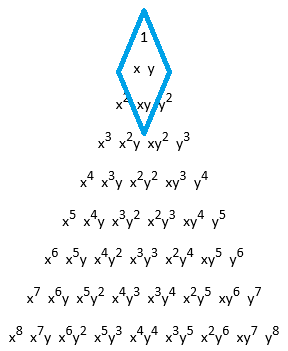 1
x y
x² xy y²
x³ x²y xy² y³
x⁴ x³y x²y² xy³ y⁴
x⁵ x⁴y x³y² x²y³ xy⁴ y⁵
x⁶ x⁵y x⁴y² x³y³ x²y⁴ xy⁵ y⁶
x⁷ x⁶y x⁵y² x⁴y³ x³y⁴ x²y⁵ xy⁶ y⁷
x⁸ x⁷y x⁶y² x⁵y³ x⁴y⁴ x³y⁵ x²y⁶ xy⁷ y⁸